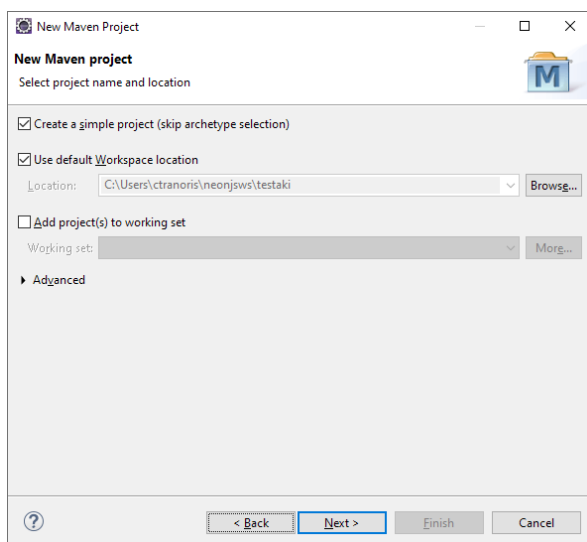 New Maven Project
New Maven project
Select project name and location
M
Create a simple project (skip archetype selection)
Use default Workspace location
Location: C:\Users\ctranoris\neonjsws\testaki Browse...
Add project(s) to working set
Working set: More...
Advanced
? < Back Next > Finish Cancel